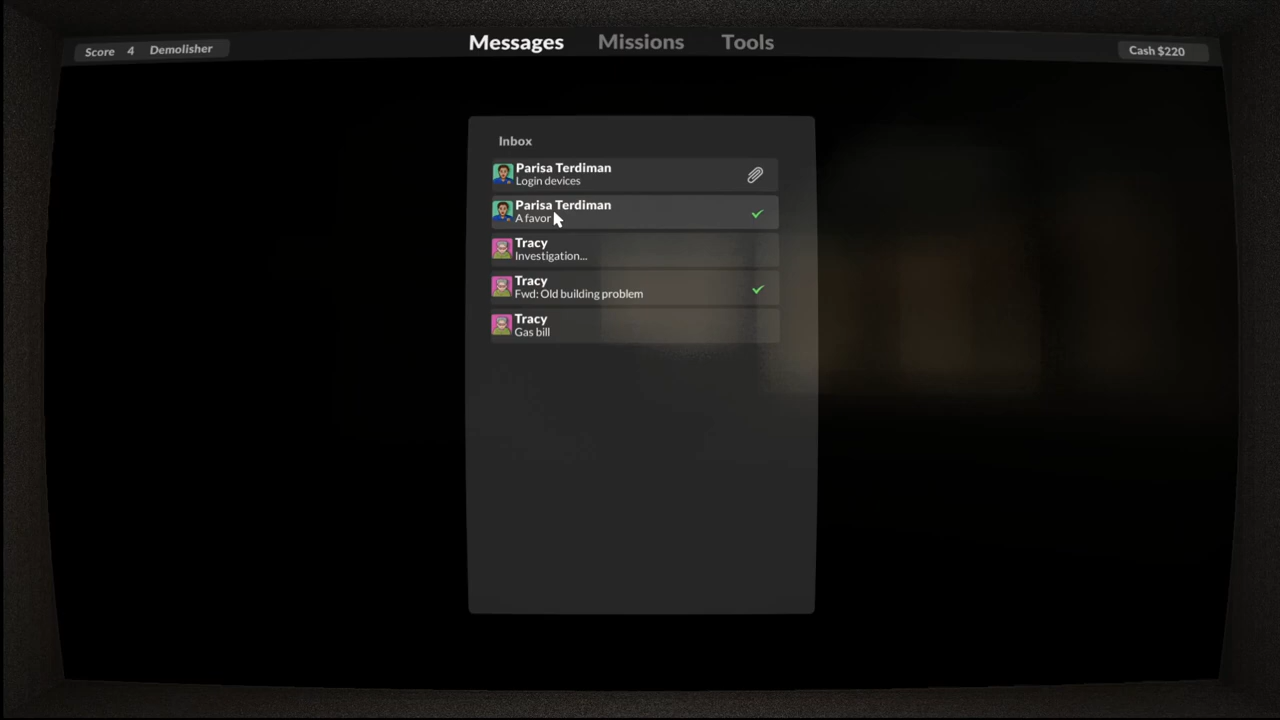 Score 4 Demolisher
Messages Missions Tools
Cash $220
Inbox
Parisa Terdiman
Login devices
Parisa Terdiman
A favor
Tracy
Investigation...
Tracy
Fwd: Old building problem
Tracy
Gas bill